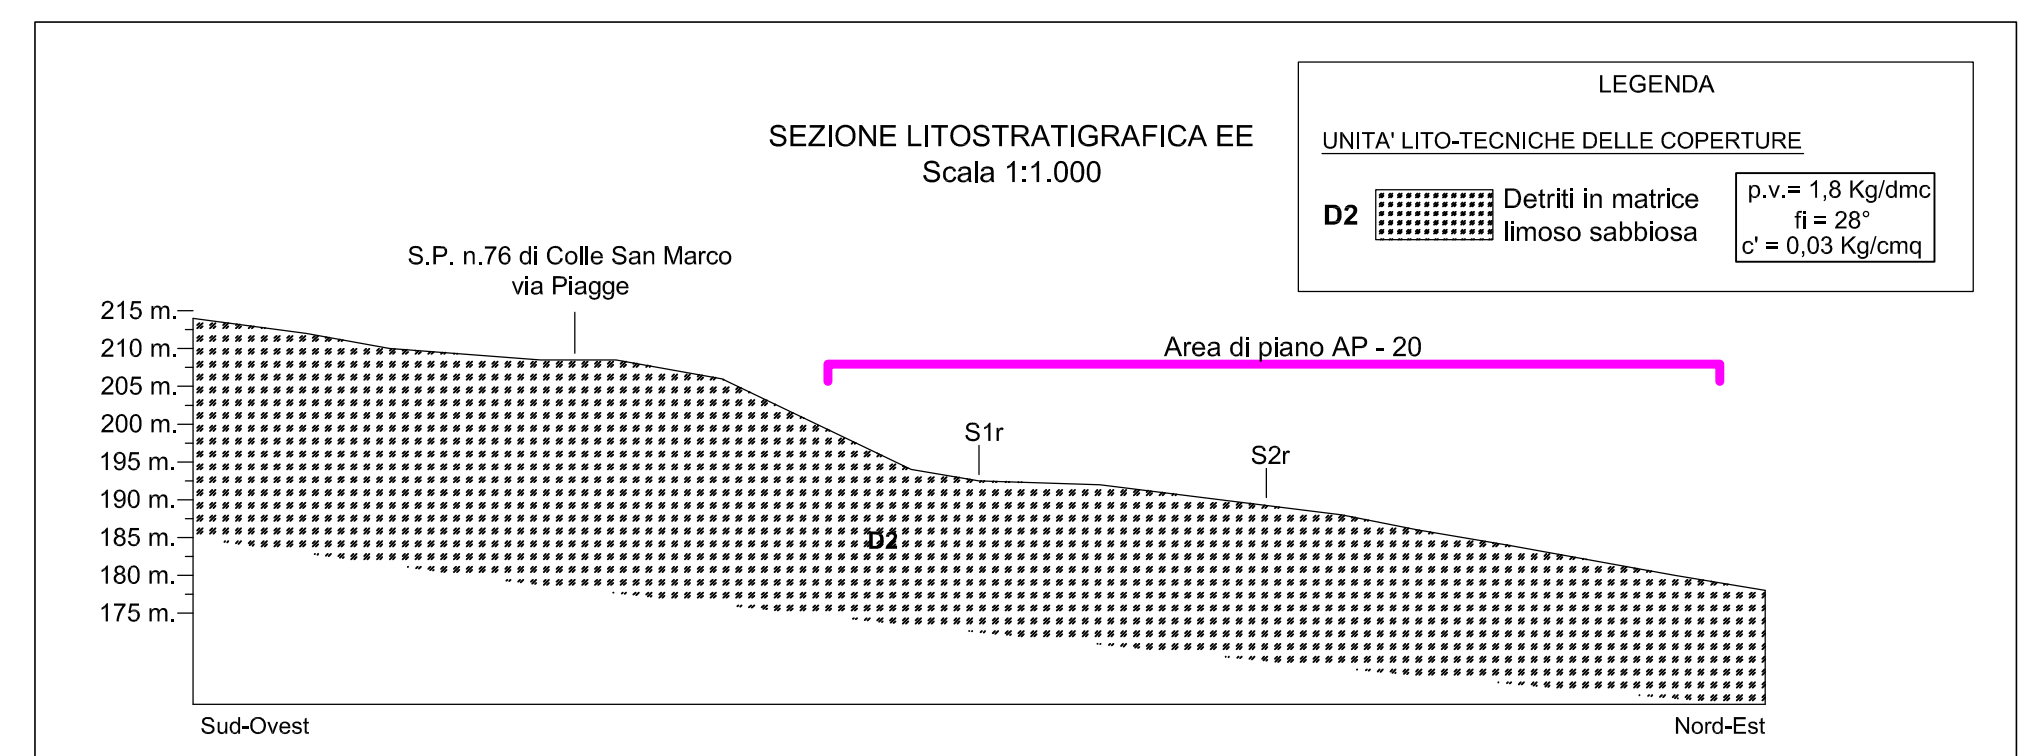 LEGENDA
UNITA' LITO-TECNICHE DELLE COPERTURE
D2
Detriti in matrice
limoso sabbiosa
p.v.= 1,8 Kg/dmc
fi = 28°
c' = 0,03 Kg/cmq
SEZIONE LITOSTRATIGRAFICA EE
Scala 1:1.000
S.P. n.76 di Colle San Marco
via Piagge
Area di piano AP - 20
215 m.
210 m.
205 m.
200 m.
195 m.
190 m.
185 m.
180 m.
175 m.
S1r
S2r
D2
Sud-Ovest
Nord-Est